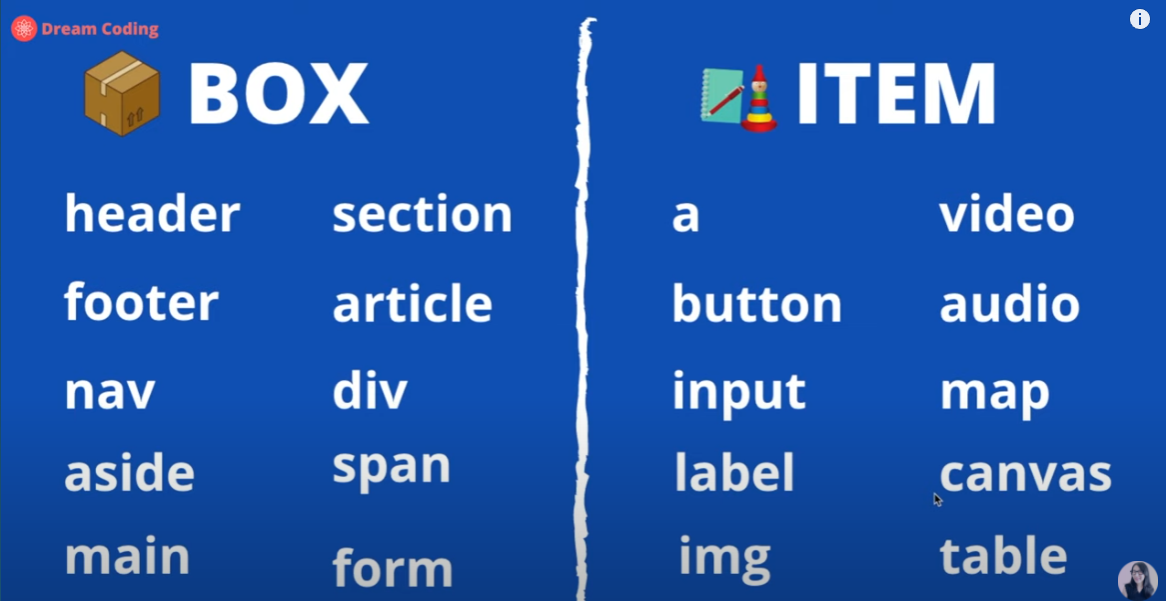 Dream Coding
BOX
header
footer
nav
aside
main
section
article
div
span
form
ITEM
a
button
input
label
img
video
audio
map
canvas
table